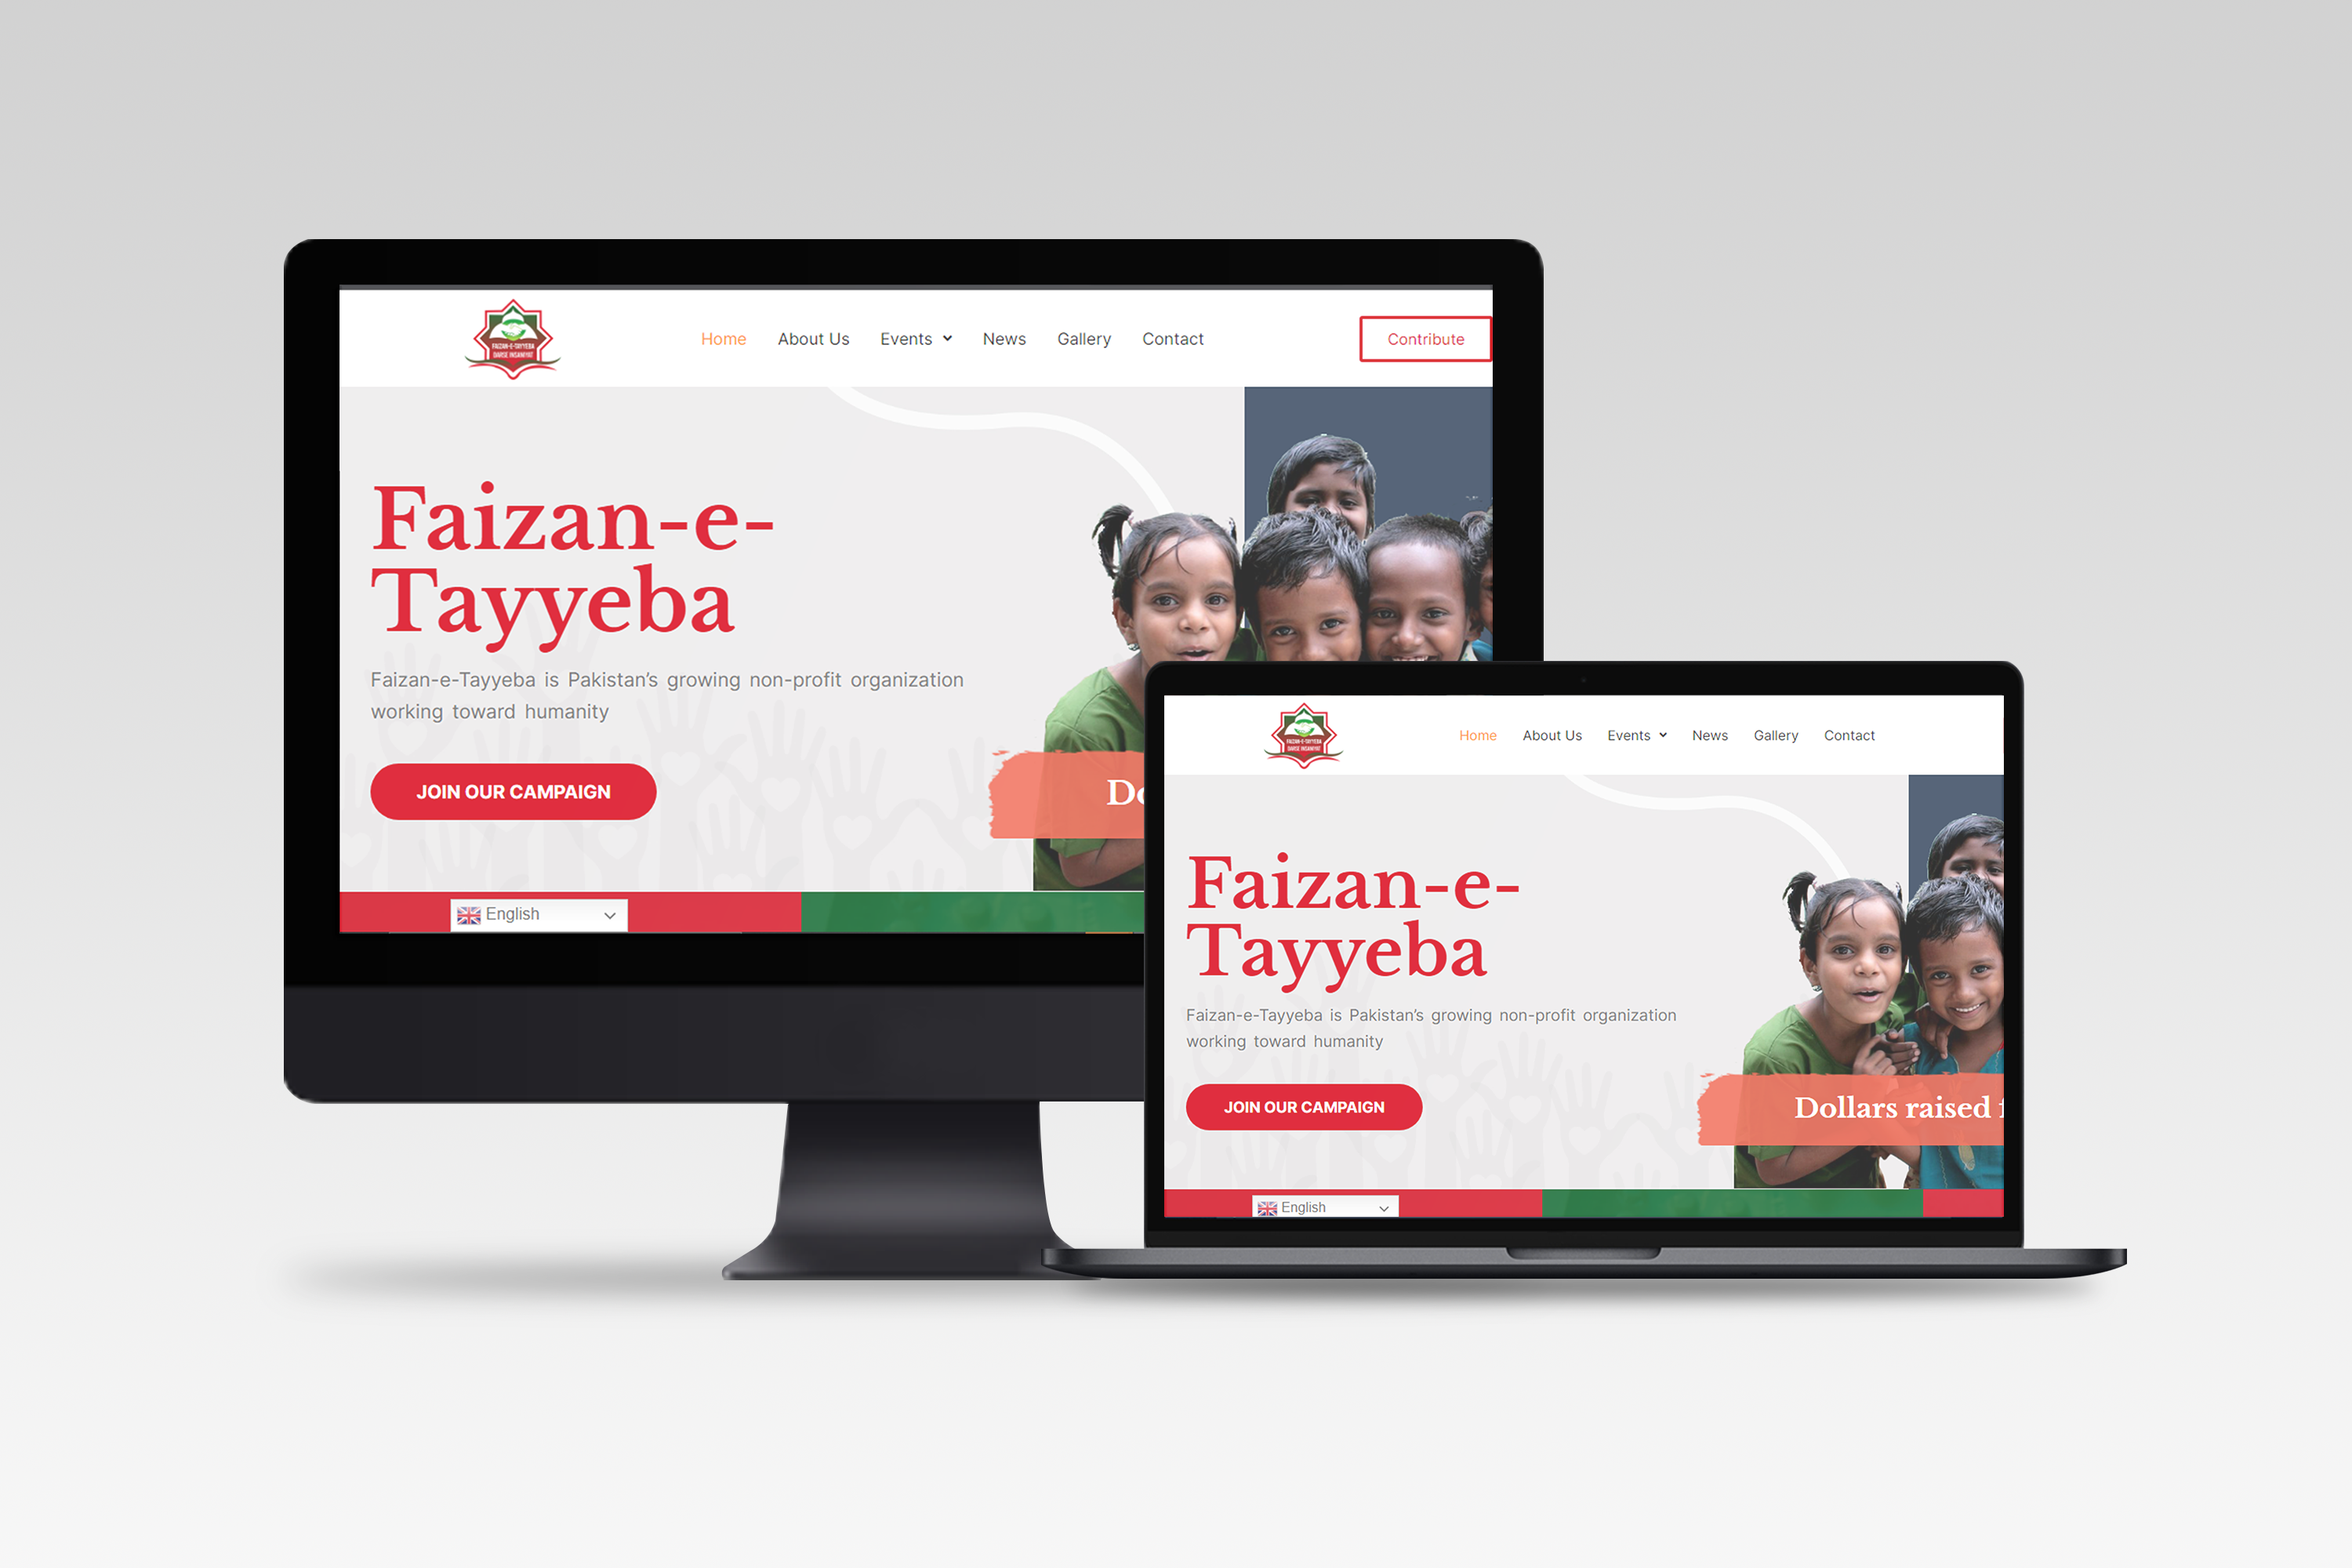 FAIZAN-E-TAYYEBA
DARSE INSANIYAT
Home About Us Events News Gallery Contact
Contribute
Faizan-e-
Tayyeba
Faizan-e-Tayyeba is Pakistan's growing non-profit organization
working toward humanity
JOIN OUR CAMPAIGN
English
FAIZAN-E-TAYYEBA
DARSE INSANIYAT
Home About Us Events News Gallery Contact
Faizan-e-
Tayyeba
Faizan-e-Tayyeba is Pakistan's growing non-profit organization
working toward humanity
JOIN OUR CAMPAIGN
Dollars raised
English